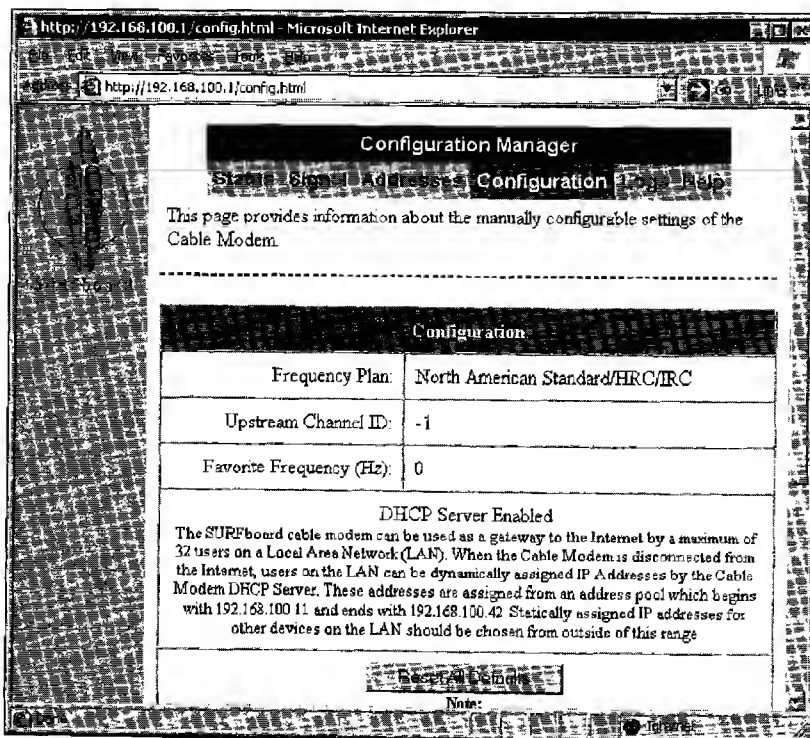 http://192.168.100.1/config.html - Microsoft Internet Explorer
File Edit View Favorites Tools Help
http://192.168.100.1/config.html
Configuration Manager
Status Signal Addresses Configuration Logs Help
This page provides information about the manually configurable settings of the
Cable Modem.
Configuration
Frequency Plan: North American Standard/HRC/IRC
Upstream Channel ID: -1
Favorite Frequency (Hz): 0
DHCP Server Enabled
The SURFboard cable modem can be used as a gateway to the Internet by a maximum of
32 users on a Local Area Network (LAN). When the Cable Modem is disconnected from
the Internet, users on the LAN can be dynamically assigned IP Addresses by the Cable
Modem DHCP Server. These addresses are assigned from an address pool which begins
with 192.168.100.11 and ends with 192.168.100.42 Statically assigned IP addresses for
other devices on the LAN should be chosen from outside of this range
Reset All Defaults
Note:
Internet